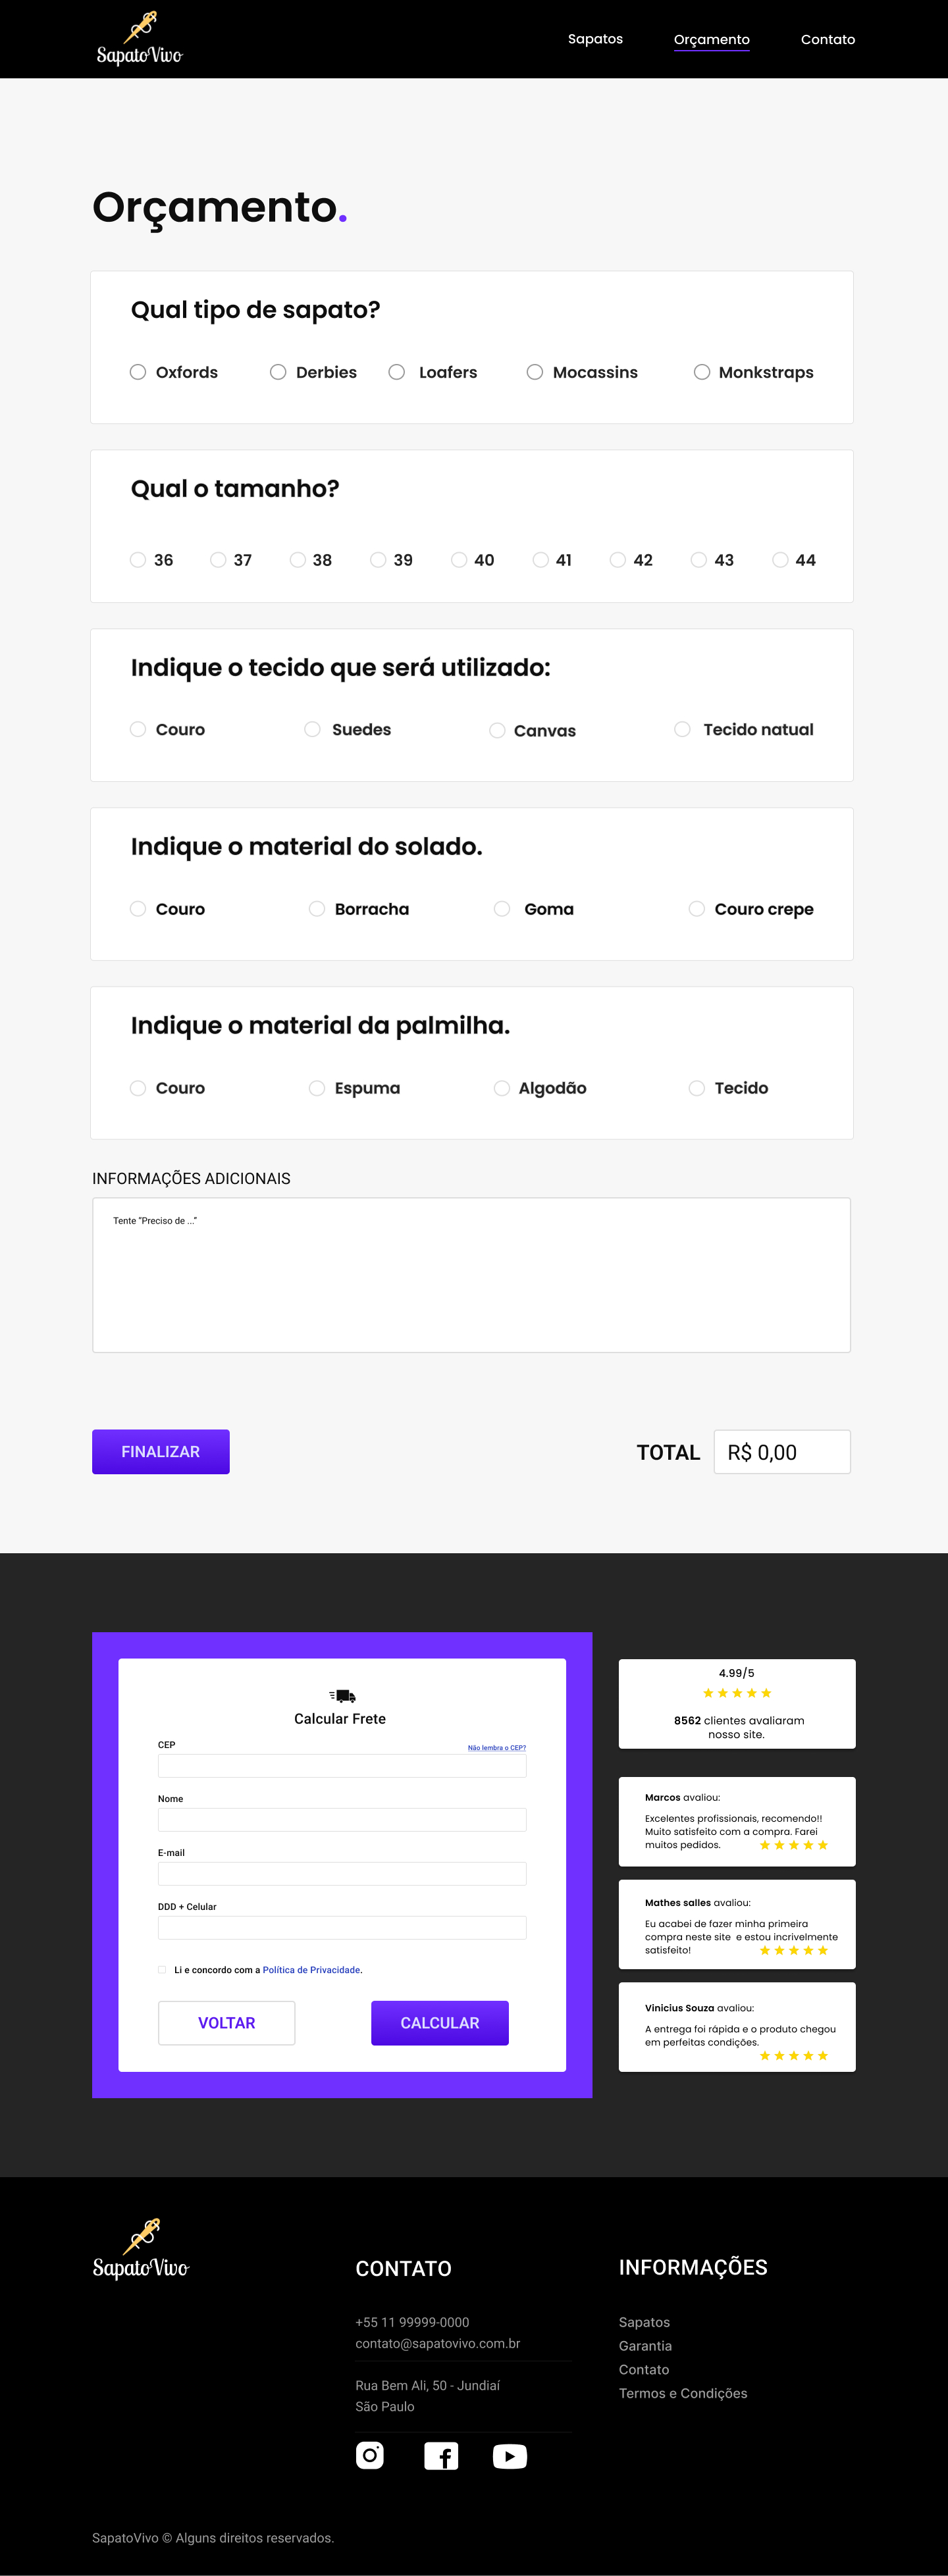 SapatoVivo
Sapatos
Orçamento
Contato
Orçamento.
Qual tipo de sapato?
Oxfords Derbies Loafers Mocassins Monkstraps
Qual o tamanho?
36 37 38 39 40 41 42 43 44
Indique o tecido que será utilizado:
Couro Suedes Canvas Tecido natual
Indique o material do solado.
Couro Borracha Goma Couro crepe
Indique o material da palmilha.
Couro Espuma Algodão Tecido
INFORMAÇÕES ADICIONAIS
Tente "Preciso de ..."
FINALIZAR
TOTAL R$ 0,00
Calcular Frete
CEP
Não lembra o CEP?
Nome
E-mail
DDD + Celular
Li e concordo com a Política de Privacidade.
VOLTAR
CALCULAR
4.99/5
8562 clientes avaliaram
nosso site.
Marcos avaliou:
Excelentes profissionais, recomendo!!
Muito satisfeito com a compra. Farei
muitos pedidos.
Mathes salles avaliou:
Eu acabei de fazer minha primeira
compra neste site e estou incrivelmente
satisfeito!
Vinicius Souza avaliou:
A entrega foi rápida e o produto chegou
em perfeitas condições.
SapatoVivo
CONTATO
+55 11 99999-0000
contato@sapatovivo.com.br
Rua Bem Ali, 50 - Jundiaí
São Paulo
INFORMAÇÕES
Sapatos
Garantia
Contato
Termos e Condições
SapatoVivo © Alguns direitos reservados.